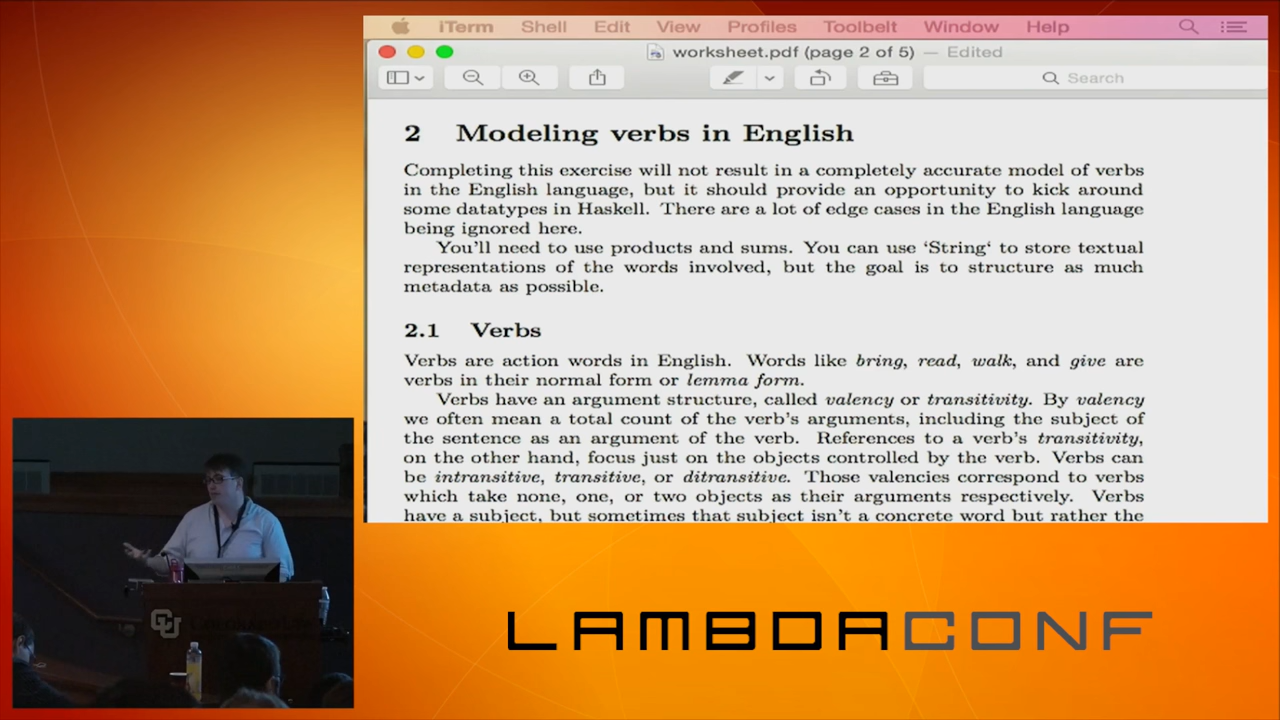 iTerm Shell Edit View Profiles Toolbelt Window Help
worksheet.pdf (page 2 of 5) — Edited
Search
2 Modeling verbs in English
Completing this exercise will not result in a completely accurate model of verbs
in the English language, but it should provide an opportunity to kick around
some datatypes in Haskell. There are a lot of edge cases in the English language
being ignored here.
You'll need to use products and sums. You can use ‘String‘ to store textual
representations of the words involved, but the goal is to structure as much
metadata as possible.
2.1 Verbs
Verbs are action words in English. Words like bring, read, walk, and give are
verbs in their normal form or lemma form.
Verbs have an argument structure, called valency or transitivity. By valency
we often mean a total count of the verb's arguments, including the subject of
the sentence as an argument of the verb. References to a verb's transitivity,
on the other hand, focus just on the objects controlled by the verb. Verbs can
be intransitive, transitive, or ditransitive. Those valencies correspond to verbs
which take none, one, or two objects as their arguments respectively. Verbs
have a subject, but sometimes that subject isn't a concrete word but rather the
CU
LAMBDACONF